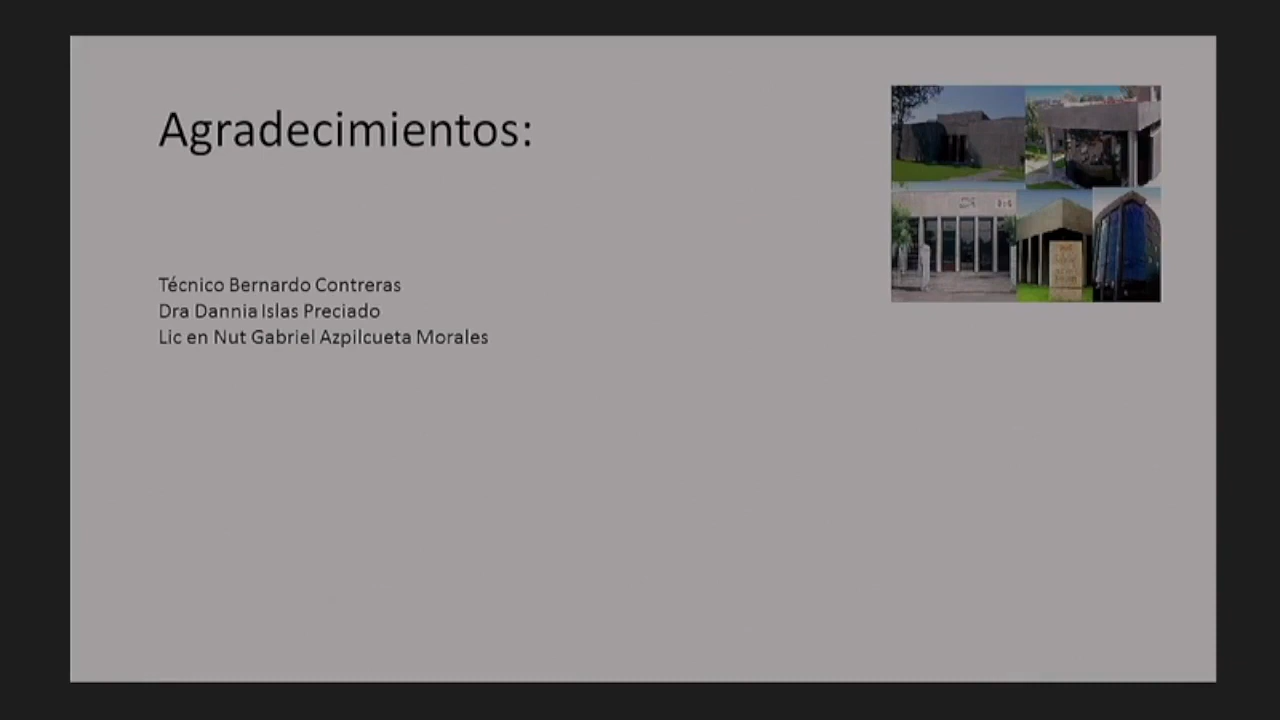 Agradecimientos:
Técnico Bernardo Contreras
Dra Dannia Islas Preciado
Lic en Nut Gabriel Azpilcueta Morales